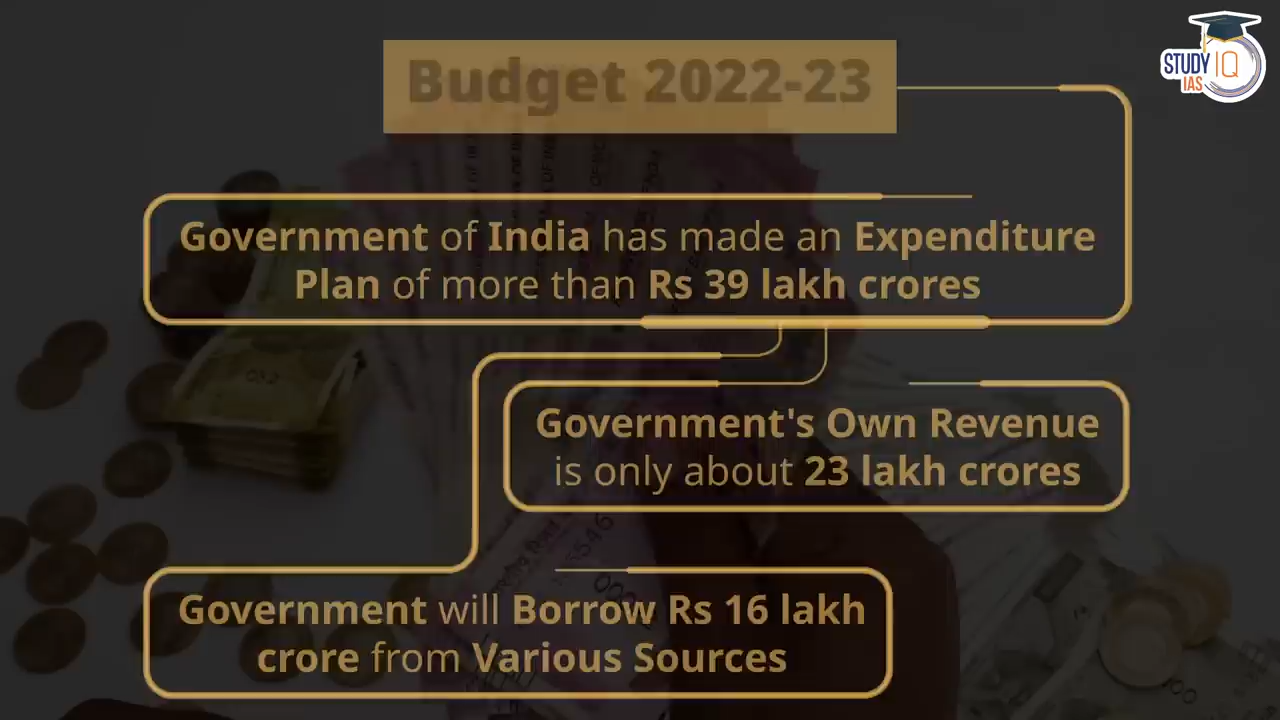 STUDY IQ
IAS
Budget 2022-23
Government of India has made an Expenditure
Plan of more than Rs 39 lakh crores
Government's Own Revenue
is only about 23 lakh crores
Government will Borrow Rs 16 lakh
crore from Various Sources